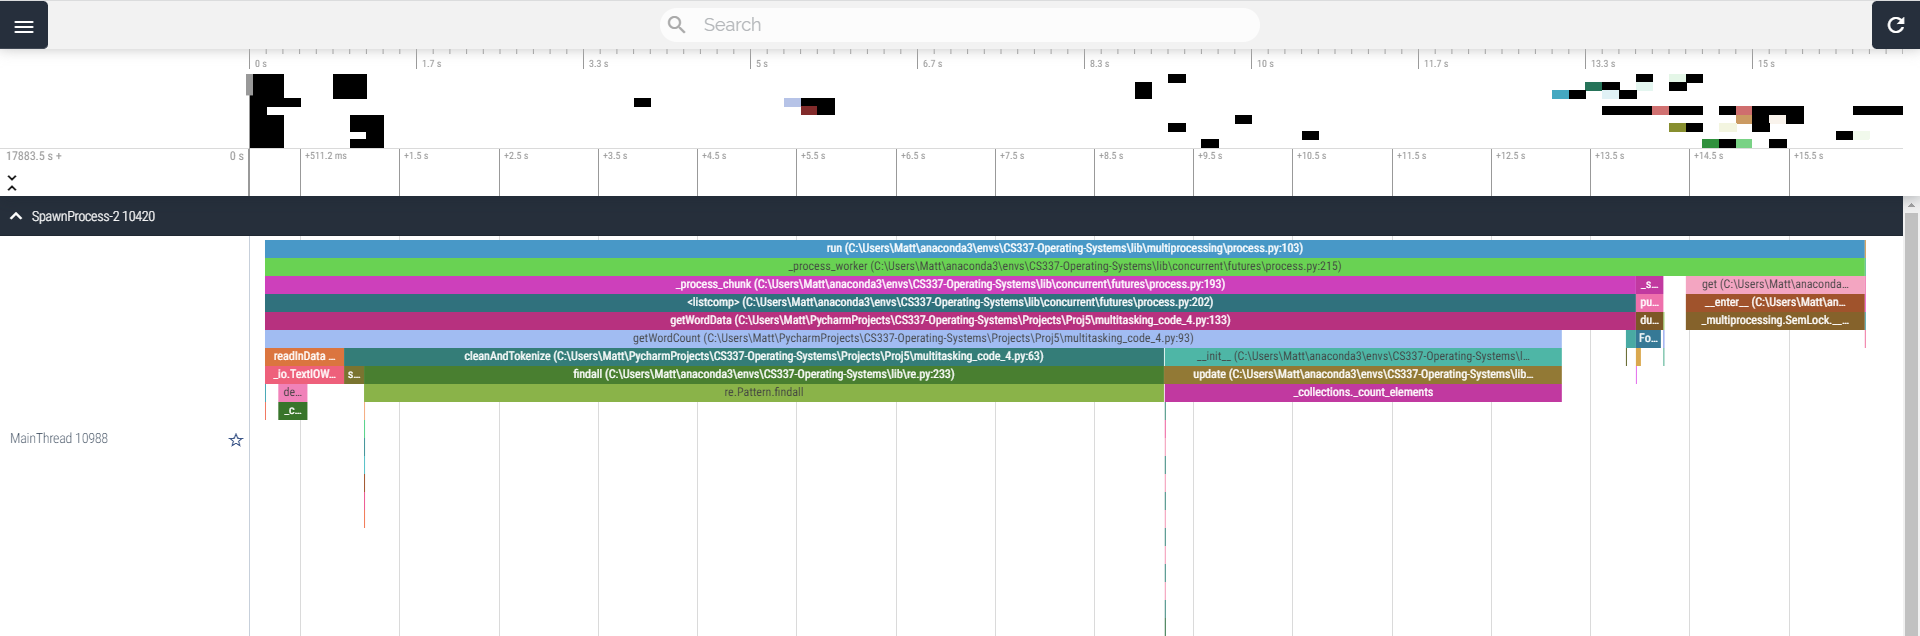 Search
0 s 1.7 s 3.3 s 5 s 6.7 s 8.3 s 10 s 11.7 s 13.3 s 15 s
17883.5 s + 0 s +511.2 ms +1.5 s +2.5 s +3.5 s +4.5 s +5.5 s +6.5 s +7.5 s +8.5 s +9.5 s +10.5 s +11.5 s +12.5 s +13.5 s +14.5 s +15.5 s
SpawnProcess-2 10420
run (C:\Users\Matt\anaconda3\envs\CS337-Operating-Systems\lib\multiprocessing\process.py:103)
_process_worker (C:\Users\Matt\anaconda3\envs\CS337-Operating-Systems\lib\concurrent\futures\process.py:215)
_process_chunk (C:\Users\Matt\anaconda3\envs\CS337-Operating-Systems\lib\concurrent\futures\process.py:193) _s... get (C:\Users\Matt\anaconda...
<listcomp> (C:\Users\Matt\anaconda3\envs\CS337-Operating-Systems\lib\concurrent\futures\process.py:202) pu... __enter__ (C:\Users\Matt\an...
getWordData (C:\Users\Matt\PycharmProjects\CS337-Operating-Systems\Projects\Proj5\multitasking_code_4.py:133) du... _multiprocessing.SemLock.__...
getWordCount (C:\Users\Matt\PycharmProjects\CS337-Operating-Systems\Projects\Proj5\multitasking_code_4.py:93) Fo...
readInData ... cleanAndTokenize (C:\Users\Matt\PycharmProjects\CS337-Operating-Systems\Projects\Proj5\multitasking_code_4.py:63) __init__ (C:\Users\Matt\anaconda3\envs\CS337-Operating-Systems\l...
_io.TextIOW... s... findall (C:\Users\Matt\anaconda3\envs\CS337-Operating-Systems\lib\re.py:233) update (C:\Users\Matt\anaconda3\envs\CS337-Operating-Systems\lib...
de... re.Pattern.findall _collections._count_elements
_c...
MainThread 10988